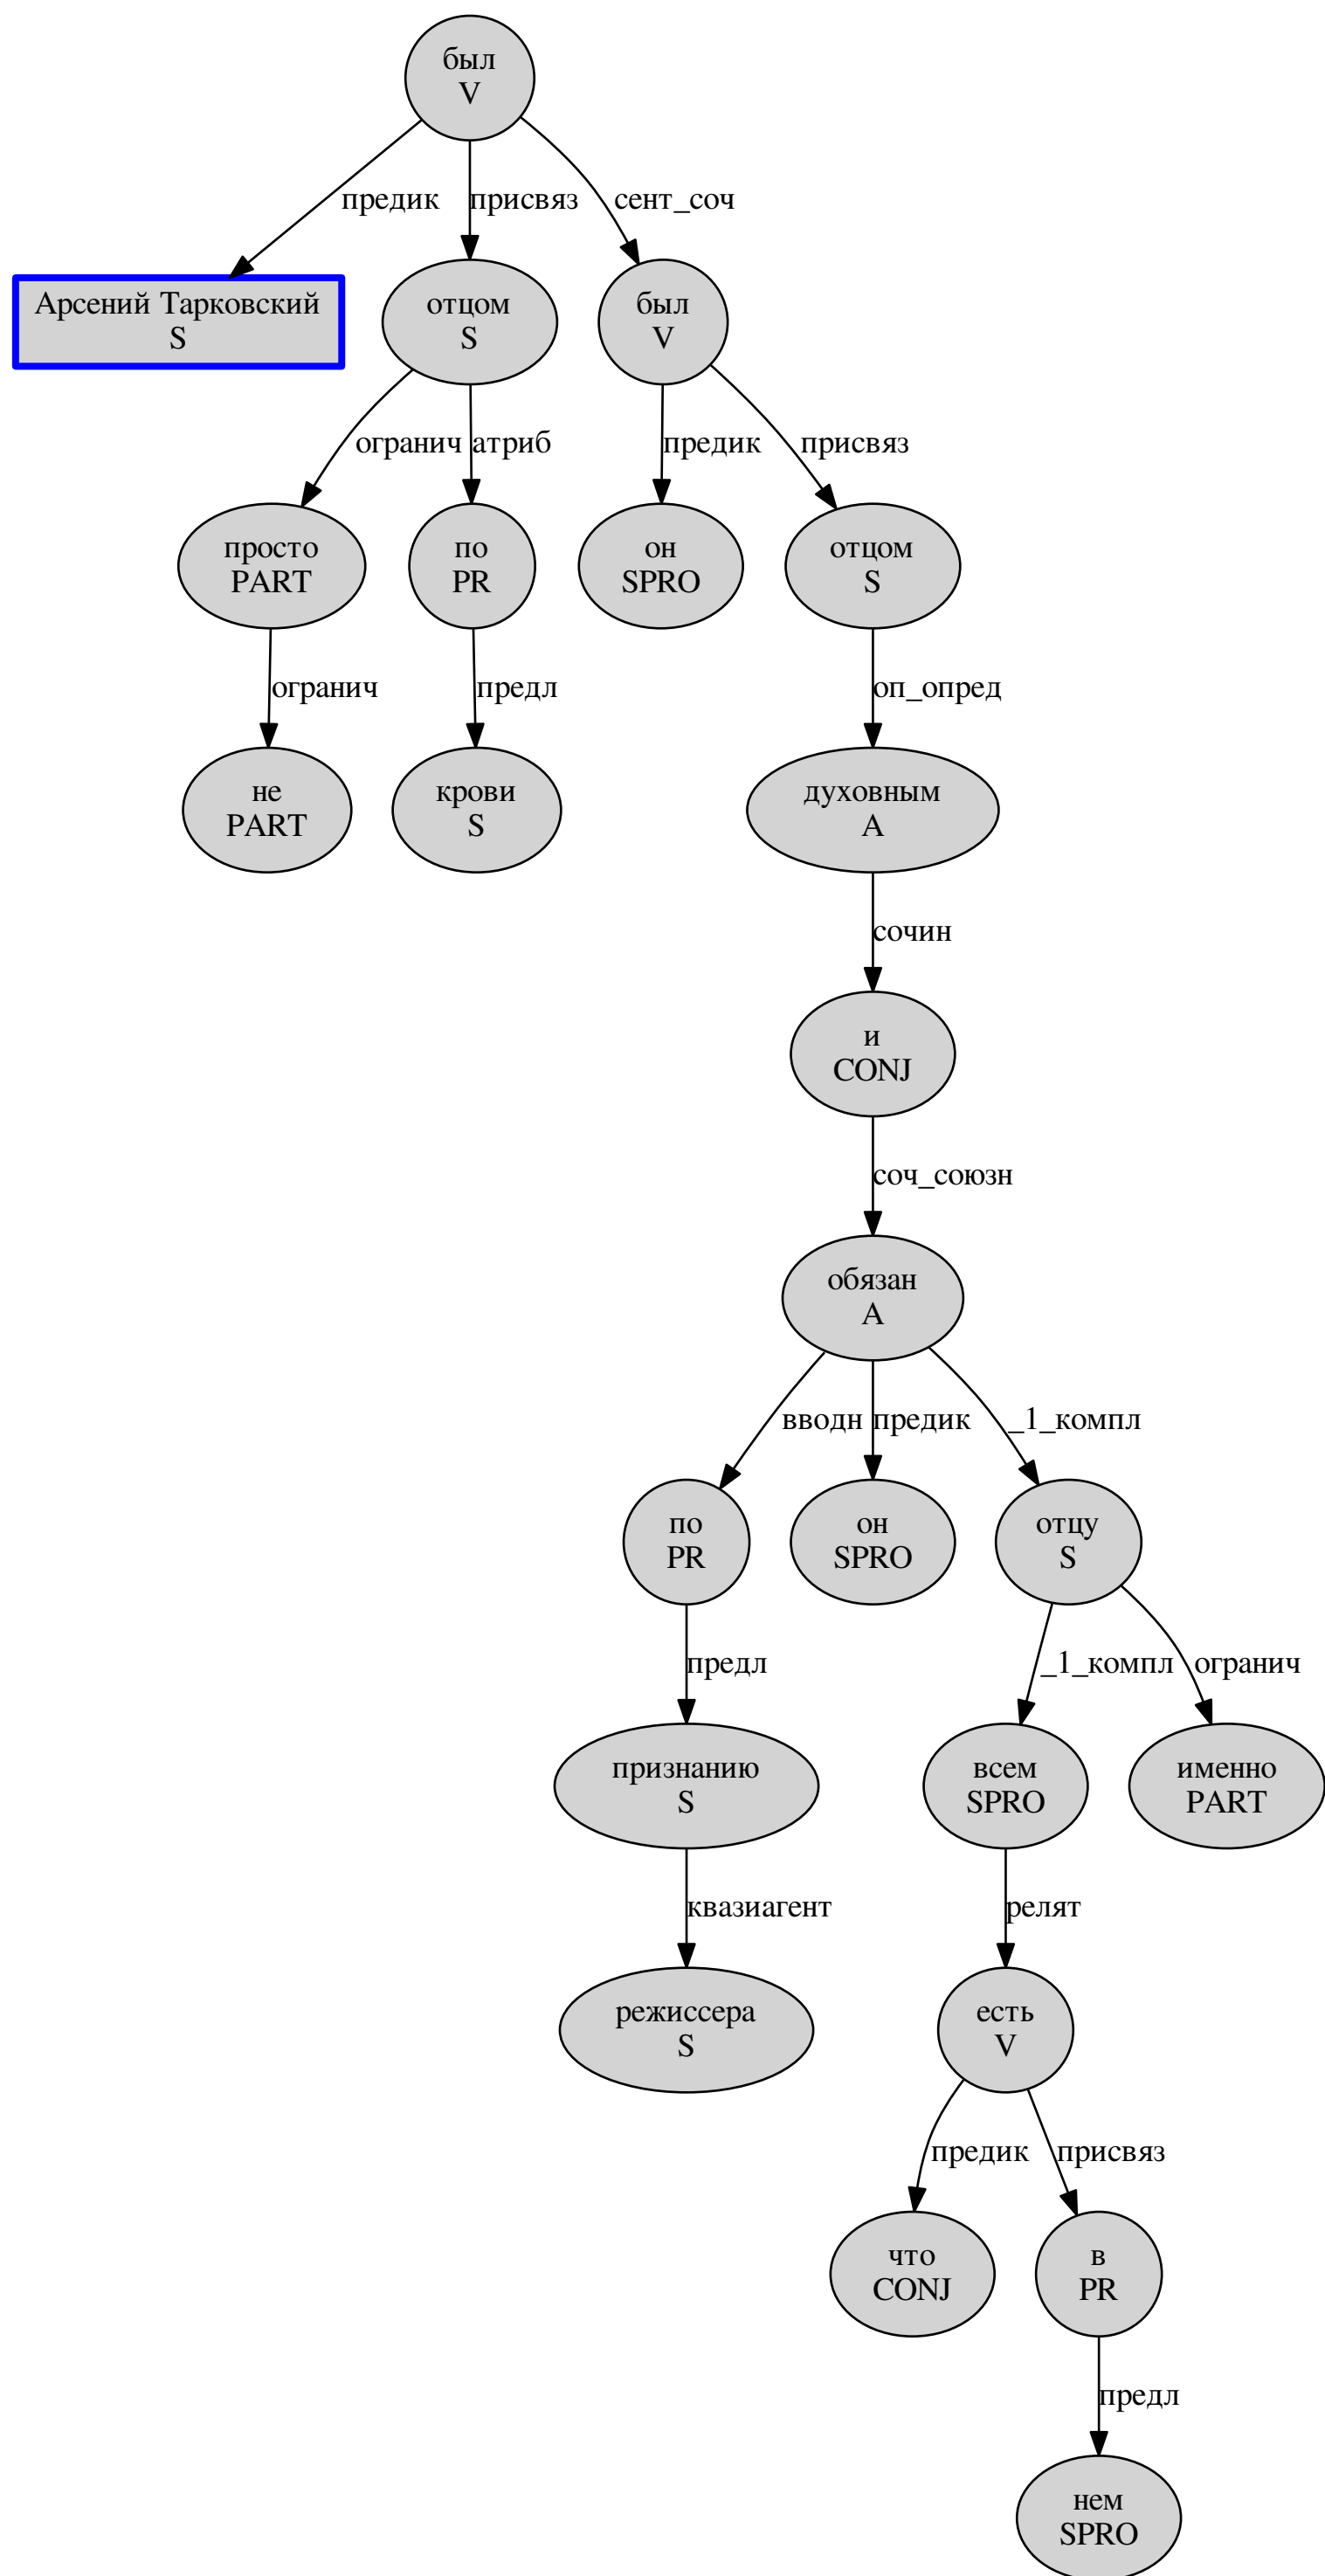 был
V
предик
присвяз
сент_соч
Арсений Тарковский
S
отцом
S
был
V
огранич
атриб
предик
присвяз
просто
PART
по
PR
он
SPRO
отцом
S
огранич
предл
оп_опред
не
PART
крови
S
духовным
A
сочин
и
CONJ
соч_союзн
обязан
A
вводн
предик
_1_компл
по
PR
он
SPRO
отцу
S
предл
_1_компл
огранич
признанию
S
всем
SPRO
именно
PART
квазиагент
релят
режиссера
S
есть
V
предик
присвяз
что
CONJ
в
PR
предл
нем
SPRO